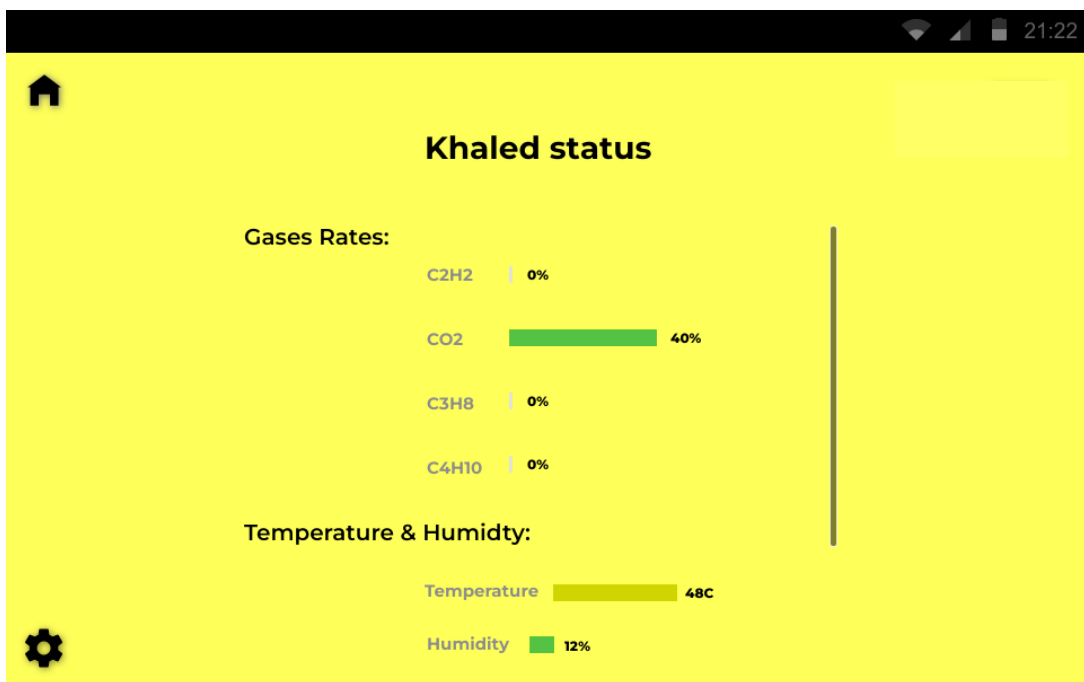 21:22
Khaled status
Gases Rates:
C2H2 0%
CO2 40%
C3H8 0%
C4H10 0%
Temperature & Humidty:
Temperature 48C
Humidity 12%